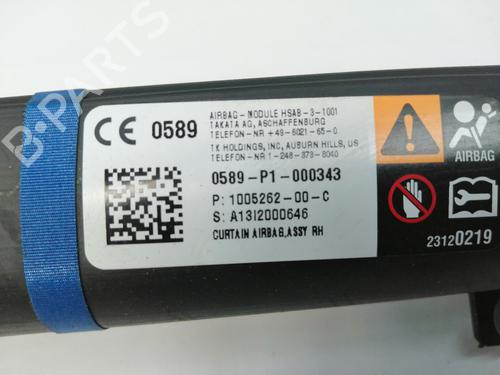 CE 0589
AIRBAG-MODULE HSAB-3-1001
TAKATA AG, ASCHAFFENBURG
TELEFON-NR +49-6021-65-0
TK HOLDINGS, INC, AUBURN HILLS, US
TELEFON-NR 1-248-373-8040
0589-P1-000343
P: 1005262-00-C
S: A13I2000646
CURTAIN AIRBAG,ASSY RH
AIRBAG
23120219
B-PARTS